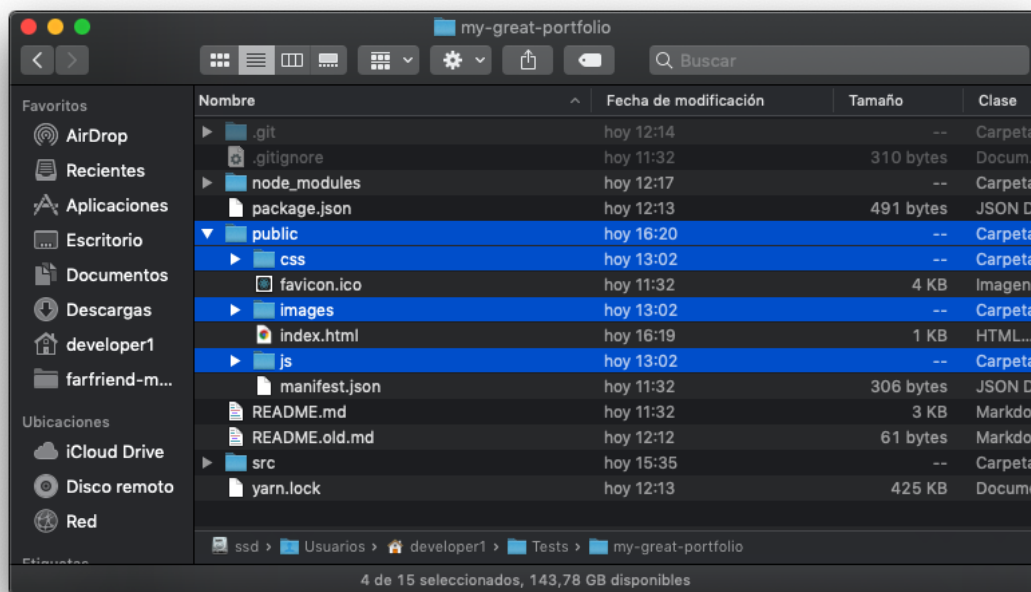 my-great-portfolio
Buscar
Favoritos
AirDrop
Recientes
Aplicaciones
Escritorio
Documentos
Descargas
developer1
farfriend-m...
Ubicaciones
iCloud Drive
Disco remoto
Red
Etiquetas
Nombre Fecha de modificación Tamaño Clase
.git hoy 12:14 -- Carpeta
.gitignore hoy 11:32 310 bytes Docum
node_modules hoy 12:17 -- Carpeta
package.json hoy 12:13 491 bytes JSON D
public hoy 16:20 -- Carpeta
css hoy 13:02 -- Carpeta
favicon.ico hoy 11:32 4 KB Imagen
images hoy 13:02 -- Carpeta
index.html hoy 16:19 1 KB HTML...
js hoy 13:02 -- Carpeta
manifest.json hoy 11:32 306 bytes JSON D
README.md hoy 11:32 3 KB Markdo
README.old.md hoy 12:12 61 bytes Markdo
src hoy 15:35 -- Carpeta
yarn.lock hoy 12:13 425 KB Docume
ssd › Usuarios › developer1 › Tests › my-great-portfolio
4 de 15 seleccionados, 143,78 GB disponibles